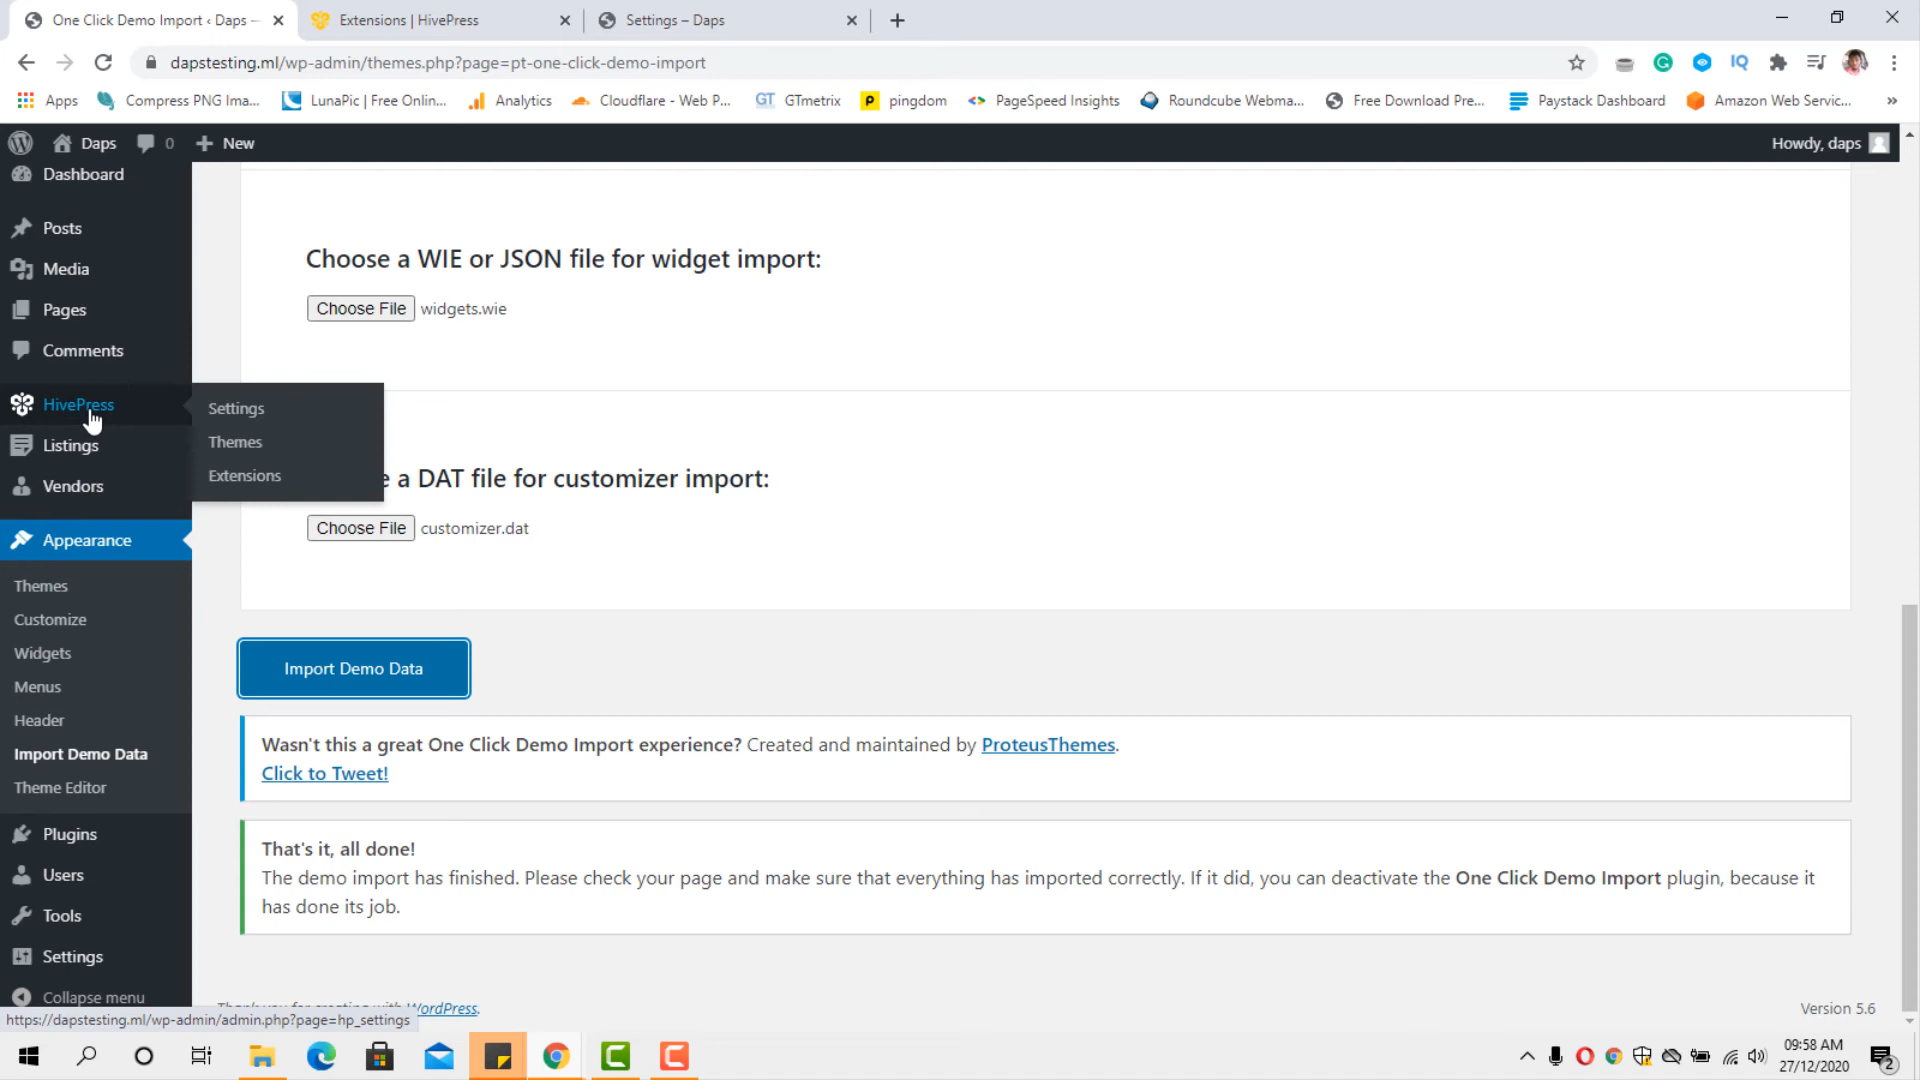 One Click Demo Import ‹ Daps –
Extensions | HivePress
Settings – Daps
dapstesting.ml/wp-admin/themes.php?page=pt-one-click-demo-import
IQ
Apps
Compress PNG Ima...
LunaPic | Free Onlin...
Analytics
Cloudflare - Web P...
GT GTmetrix
p pingdom
PageSpeed Insights
Roundcube Webma...
Free Download Pre...
Paystack Dashboard
Amazon Web Servic...
»
Daps
0
New
Howdy, daps
Dashboard
Posts
Media
Pages
Comments
HivePress
Listings
Vendors
Appearance
Themes
Customize
Widgets
Menus
Header
Import Demo Data
Theme Editor
Plugins
Users
Tools
Settings
Collapse menu
Settings
Themes
Extensions
Choose a WIE or JSON file for widget import:
Choose File widgets.wie
a DAT file for customizer import:
Choose File customizer.dat
Import Demo Data
Wasn't this a great One Click Demo Import experience? Created and maintained by ProteusThemes.
Click to Tweet!
That's it, all done!
The demo import has finished. Please check your page and make sure that everything has imported correctly. If it did, you can deactivate the One Click Demo Import plugin, because it
has done its job.
Thank you for creating with WordPress.
Version 5.6
https://dapstesting.ml/wp-admin/admin.php?page=hp_settings
09:58 AM
27/12/2020
2